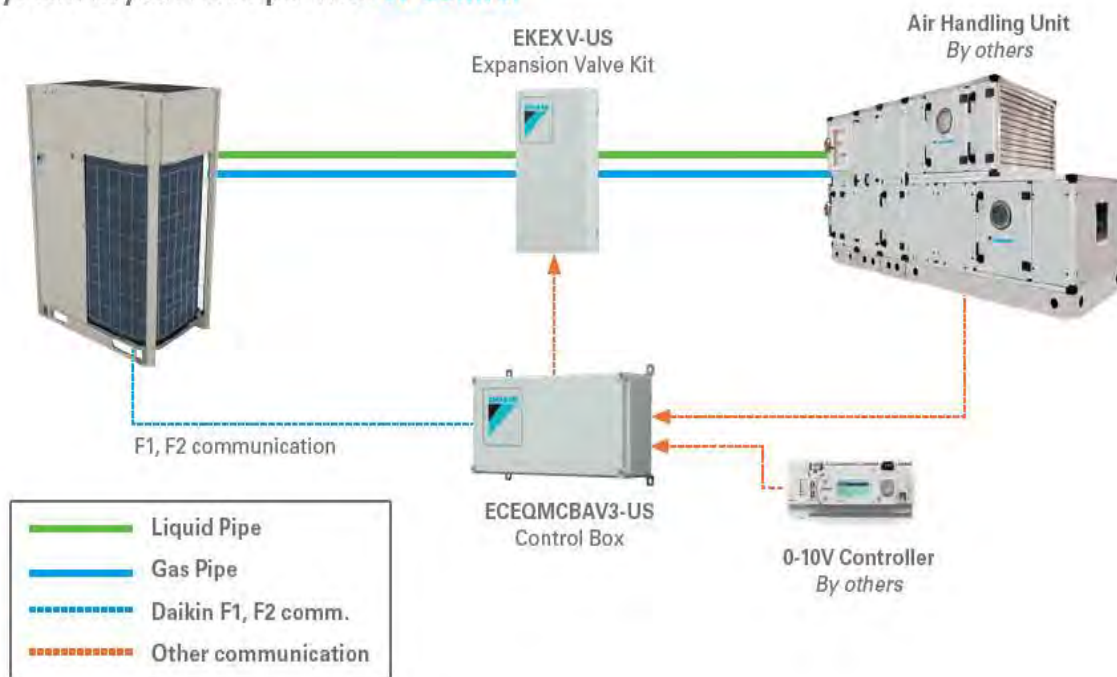 EKEXV-US
Expansion Valve Kit
Air Handling Unit
By others
F1, F2 communication
ECEQMCBAV3-US
Control Box
0-10V Controller
By others
Liquid Pipe
Gas Pipe
Daikin F1, F2 comm.
Other communication